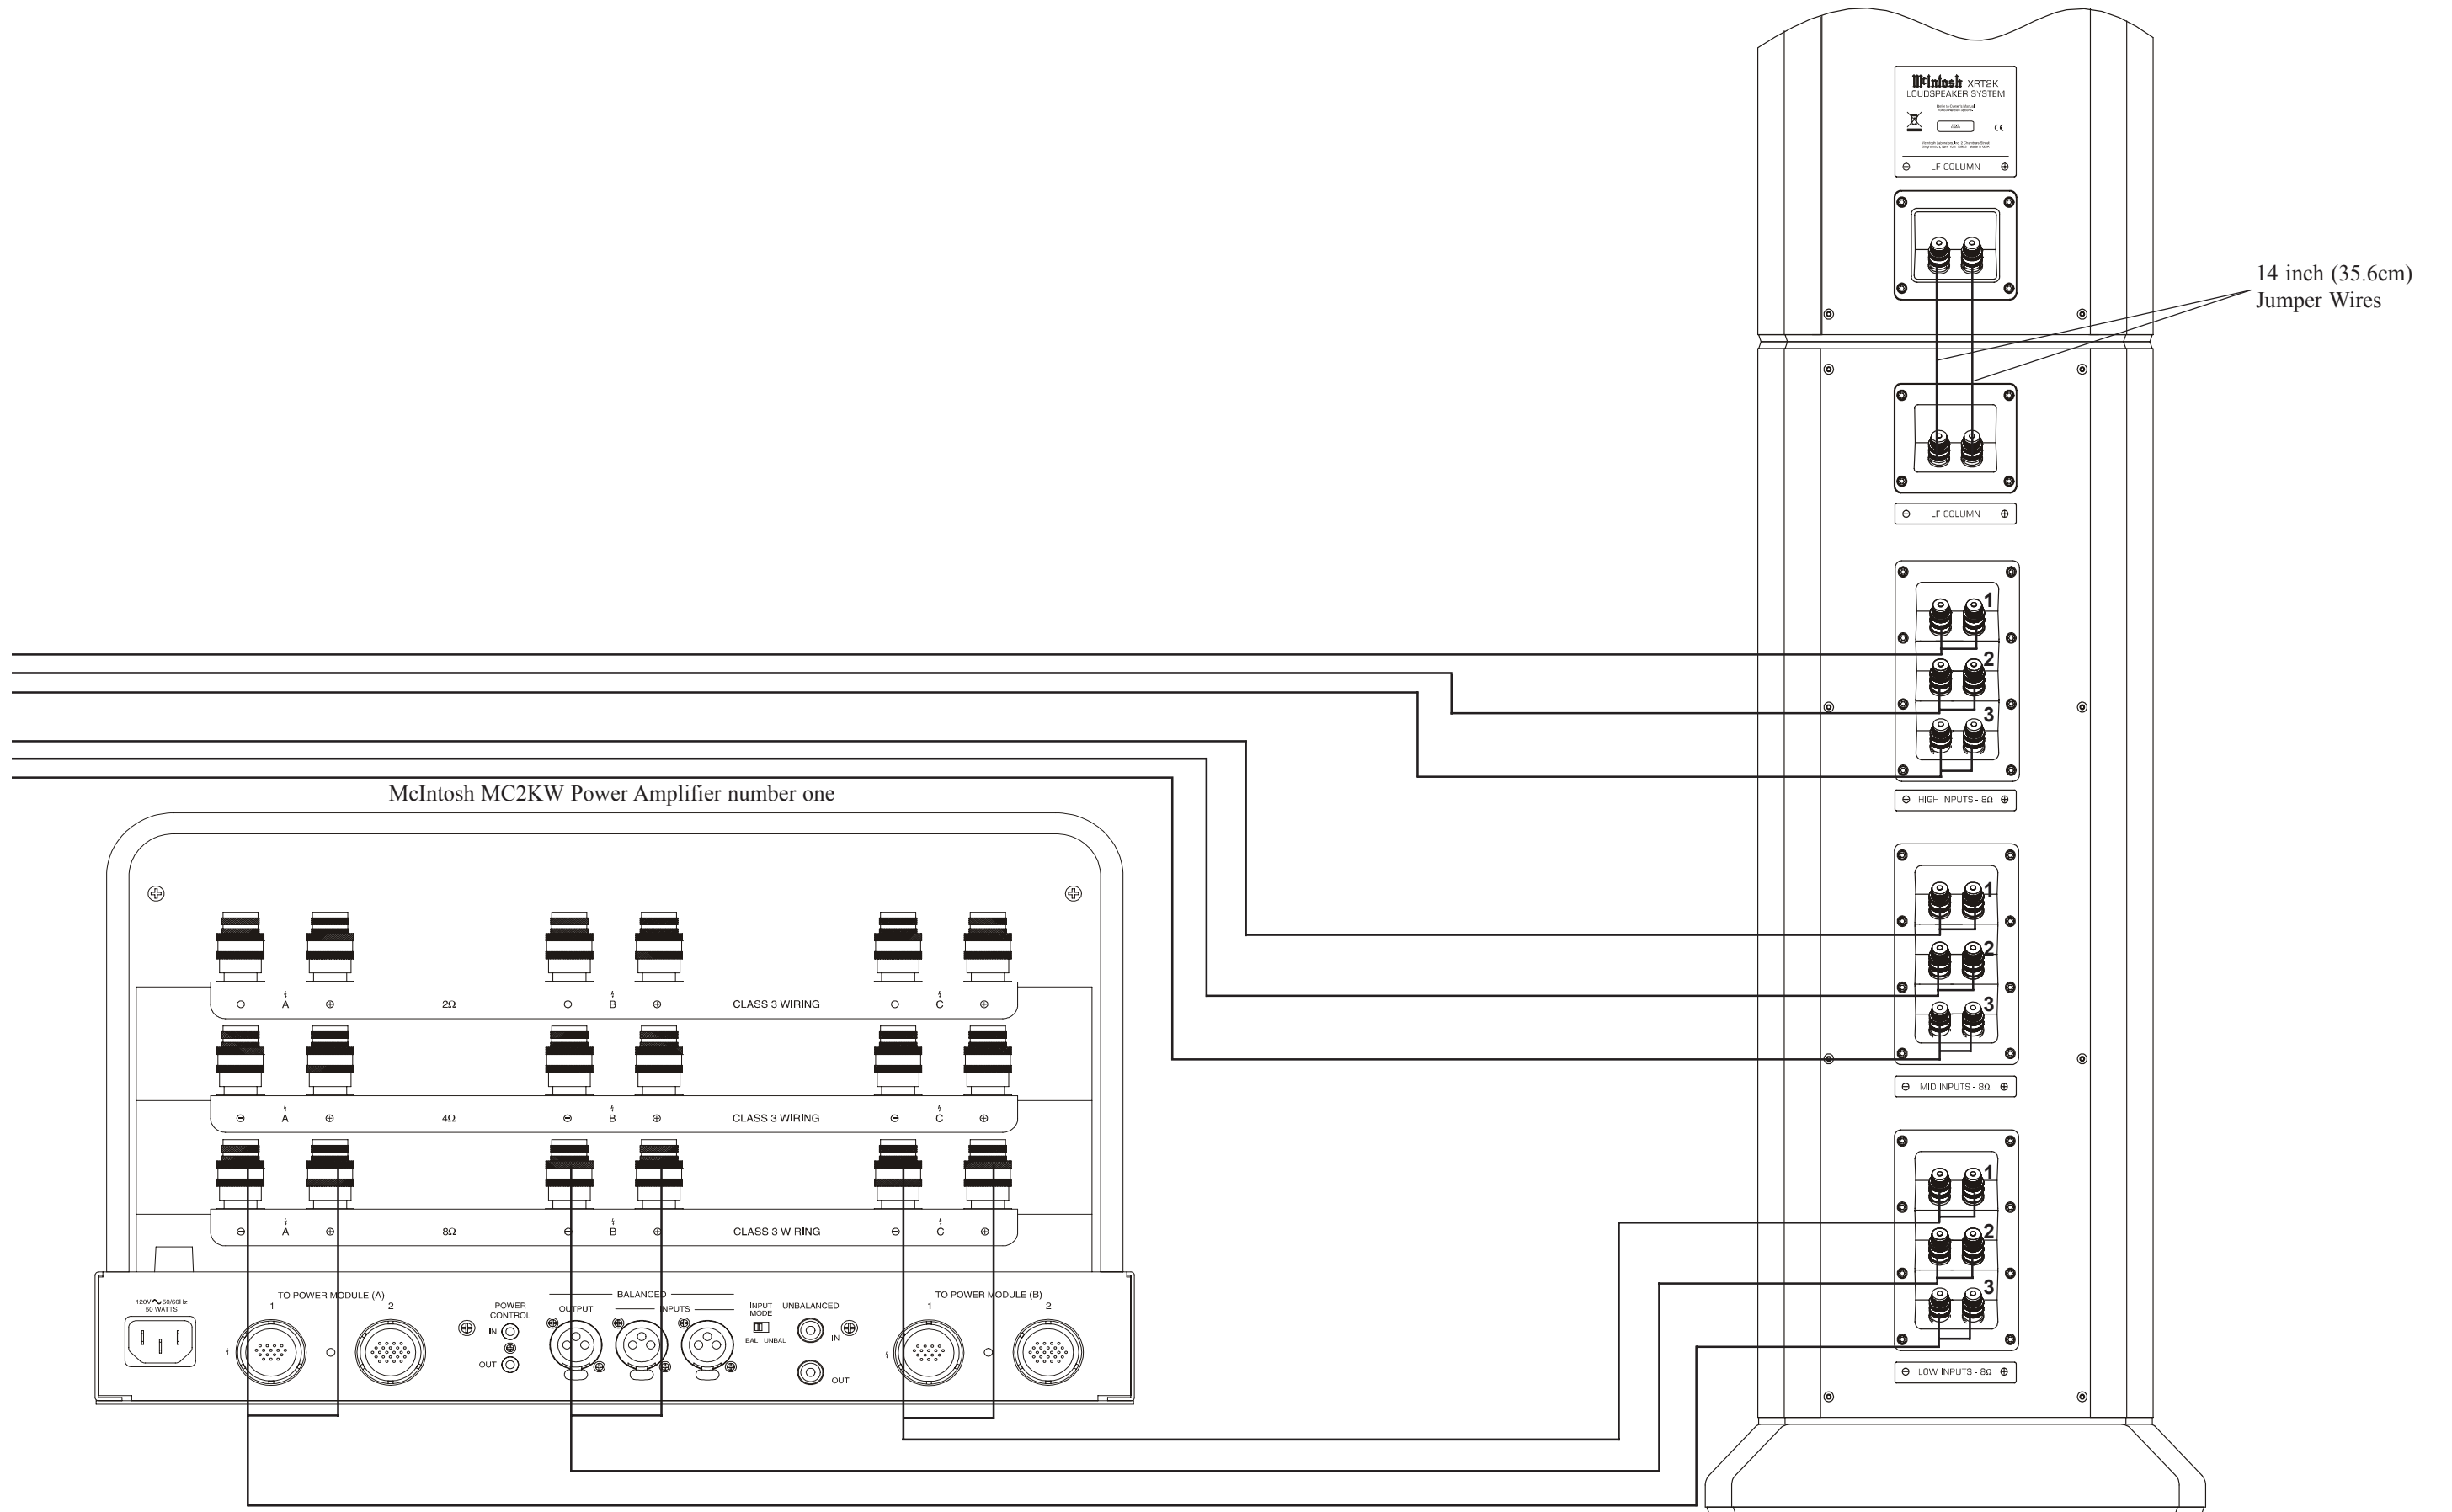 McIntosh XRT2K
LOUDSPEAKER SYSTEM
⊖ LF COLUMN ⊕
14 inch (35.6cm)
Jumper Wires
⊖ LF COLUMN ⊕
1
2
3
⊖ HIGH INPUTS - 8Ω ⊕
1
2
3
⊖ MID INPUTS - 8Ω ⊕
1
2
3
⊖ LOW INPUTS - 8Ω ⊕
McIntosh MC2KW Power Amplifier number one
⊖ A ⊕ 2Ω ⊖ B ⊕ CLASS 3 WIRING ⊖ C ⊕
⊖ A ⊕ 4Ω ⊖ B ⊕ CLASS 3 WIRING ⊖ C ⊕
⊖ A ⊕ 8Ω ⊖ B ⊕ CLASS 3 WIRING ⊖ C ⊕
120V~50/60Hz
50 WATTS
TO POWER MODULE (A)
1 2
POWER
CONTROL
IN
OUT
BALANCED
OUTPUT INPUTS
INPUT
MODE
BAL UNBAL
UNBALANCED
IN
OUT
TO POWER MODULE (B)
1 2